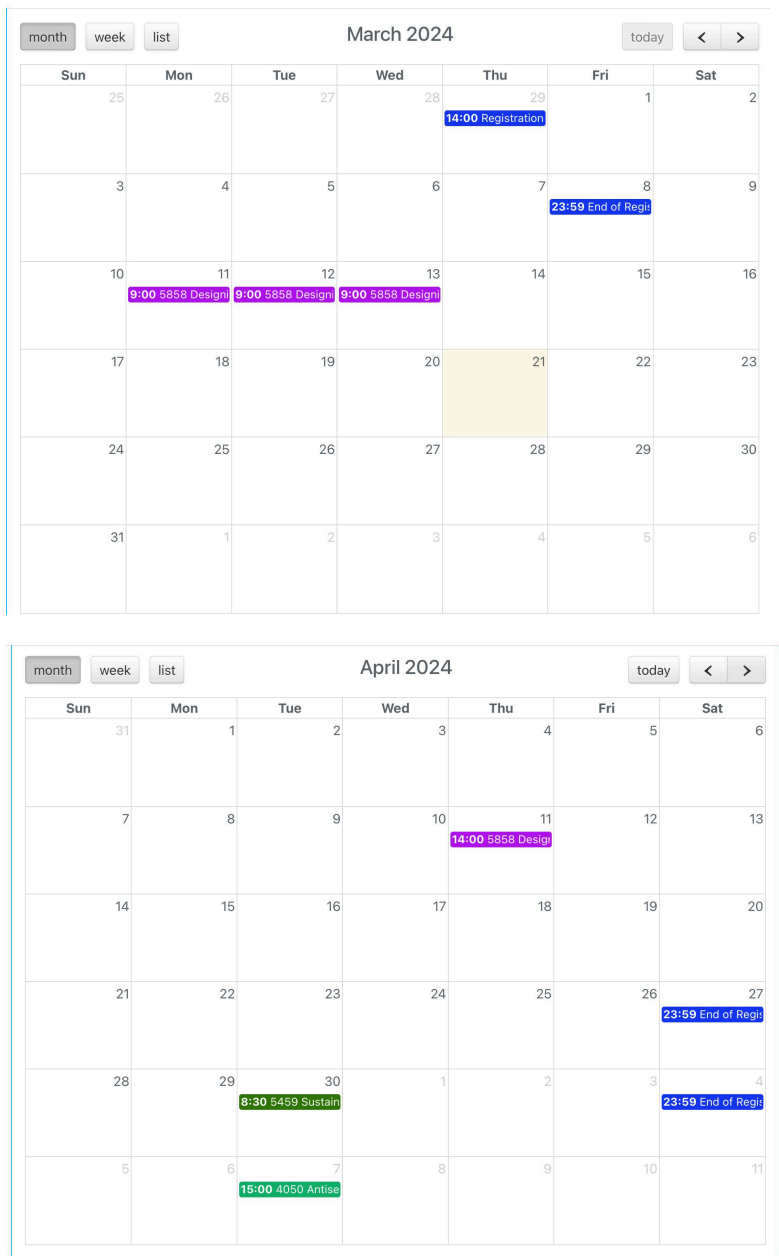 month week list March 2024 today
Sun Mon Tue Wed Thu Fri Sat
25 26 27 28 29 1 2
14:00 Registration
3 4 5 6 7 8 9
23:59 End of Regis
10 11 12 13 14 15 16
9:00 5858 Designi 9:00 5858 Designi 9:00 5858 Designi
17 18 19 20 21 22 23
24 25 26 27 28 29 30
31 1 2 3 4 5 6
month week list April 2024 today
Sun Mon Tue Wed Thu Fri Sat
31 1 2 3 4 5 6
7 8 9 10 11 12 13
14:00 5858 Design
14 15 16 17 18 19 20
21 22 23 24 25 26 27
23:59 End of Regis
28 29 30 1 2 3 4
8:30 5459 Sustain 23:59 End of Regis
5 6 7 8 9 10 11
15:00 4050 Antise